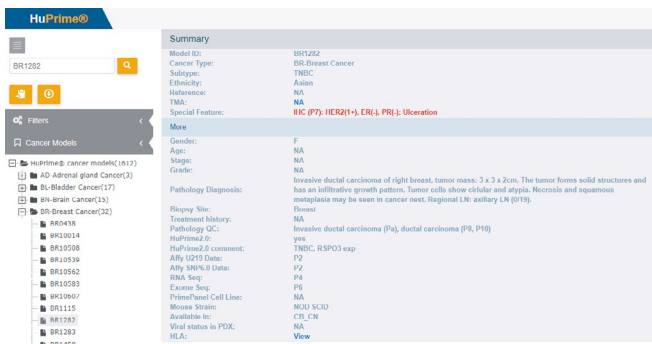 HuPrime®
BR1282
Filters
Cancer Models
HuPrime® cancer models(1612)
AD-Adrenal gland Cancer(3)
BL-Bladder Cancer(17)
BN-Brain Cancer(15)
BR-Breast Cancer(32)
BR0438
BR10014
BR10508
BR10539
BR10562
BR10583
BR10607
BR1115
BR1282
BR1283
Summary
Model ID: BR1282
Cancer Type: BR-Breast Cancer
Subtype: TNBC
Ethnicity: Asian
Reference: NA
TMA: NA
Special Feature: IHC (P7): HER2(1+), ER(-), PR(-); Ulceration
More
Gender: F
Age: NA
Stage: NA
Grade: NA
Pathology Diagnosis: Invasive ductal carcinoma of right breast, tumor mass: 3 x 3 x 2cm. The tumor forms solid structures and
has an infiltrative growth pattern. Tumor cells show cirlular and atypia. Necrosis and squamous
metaplasia may be seen in cancer nest. Regional LN: axillary LN (0/19).
Biopsy Site: Breast
Treatment history: NA
Pathology QC: Invasive ductal carcinoma (Pa), ductal carcinoma (P8, P10)
HuPrime2.0: yes
HuPrime2.0 comment: TNBC, RSPO3 exp
Affy U219 Data: P2
Affy SNP6.0 Data: P2
RNA Seq: P4
Exome Seq: P6
PrimePanel Cell Line: NA
Mouse Strain: NOD SCID
Available In: CB_CN
Viral status in PDX: NA
HLA: View